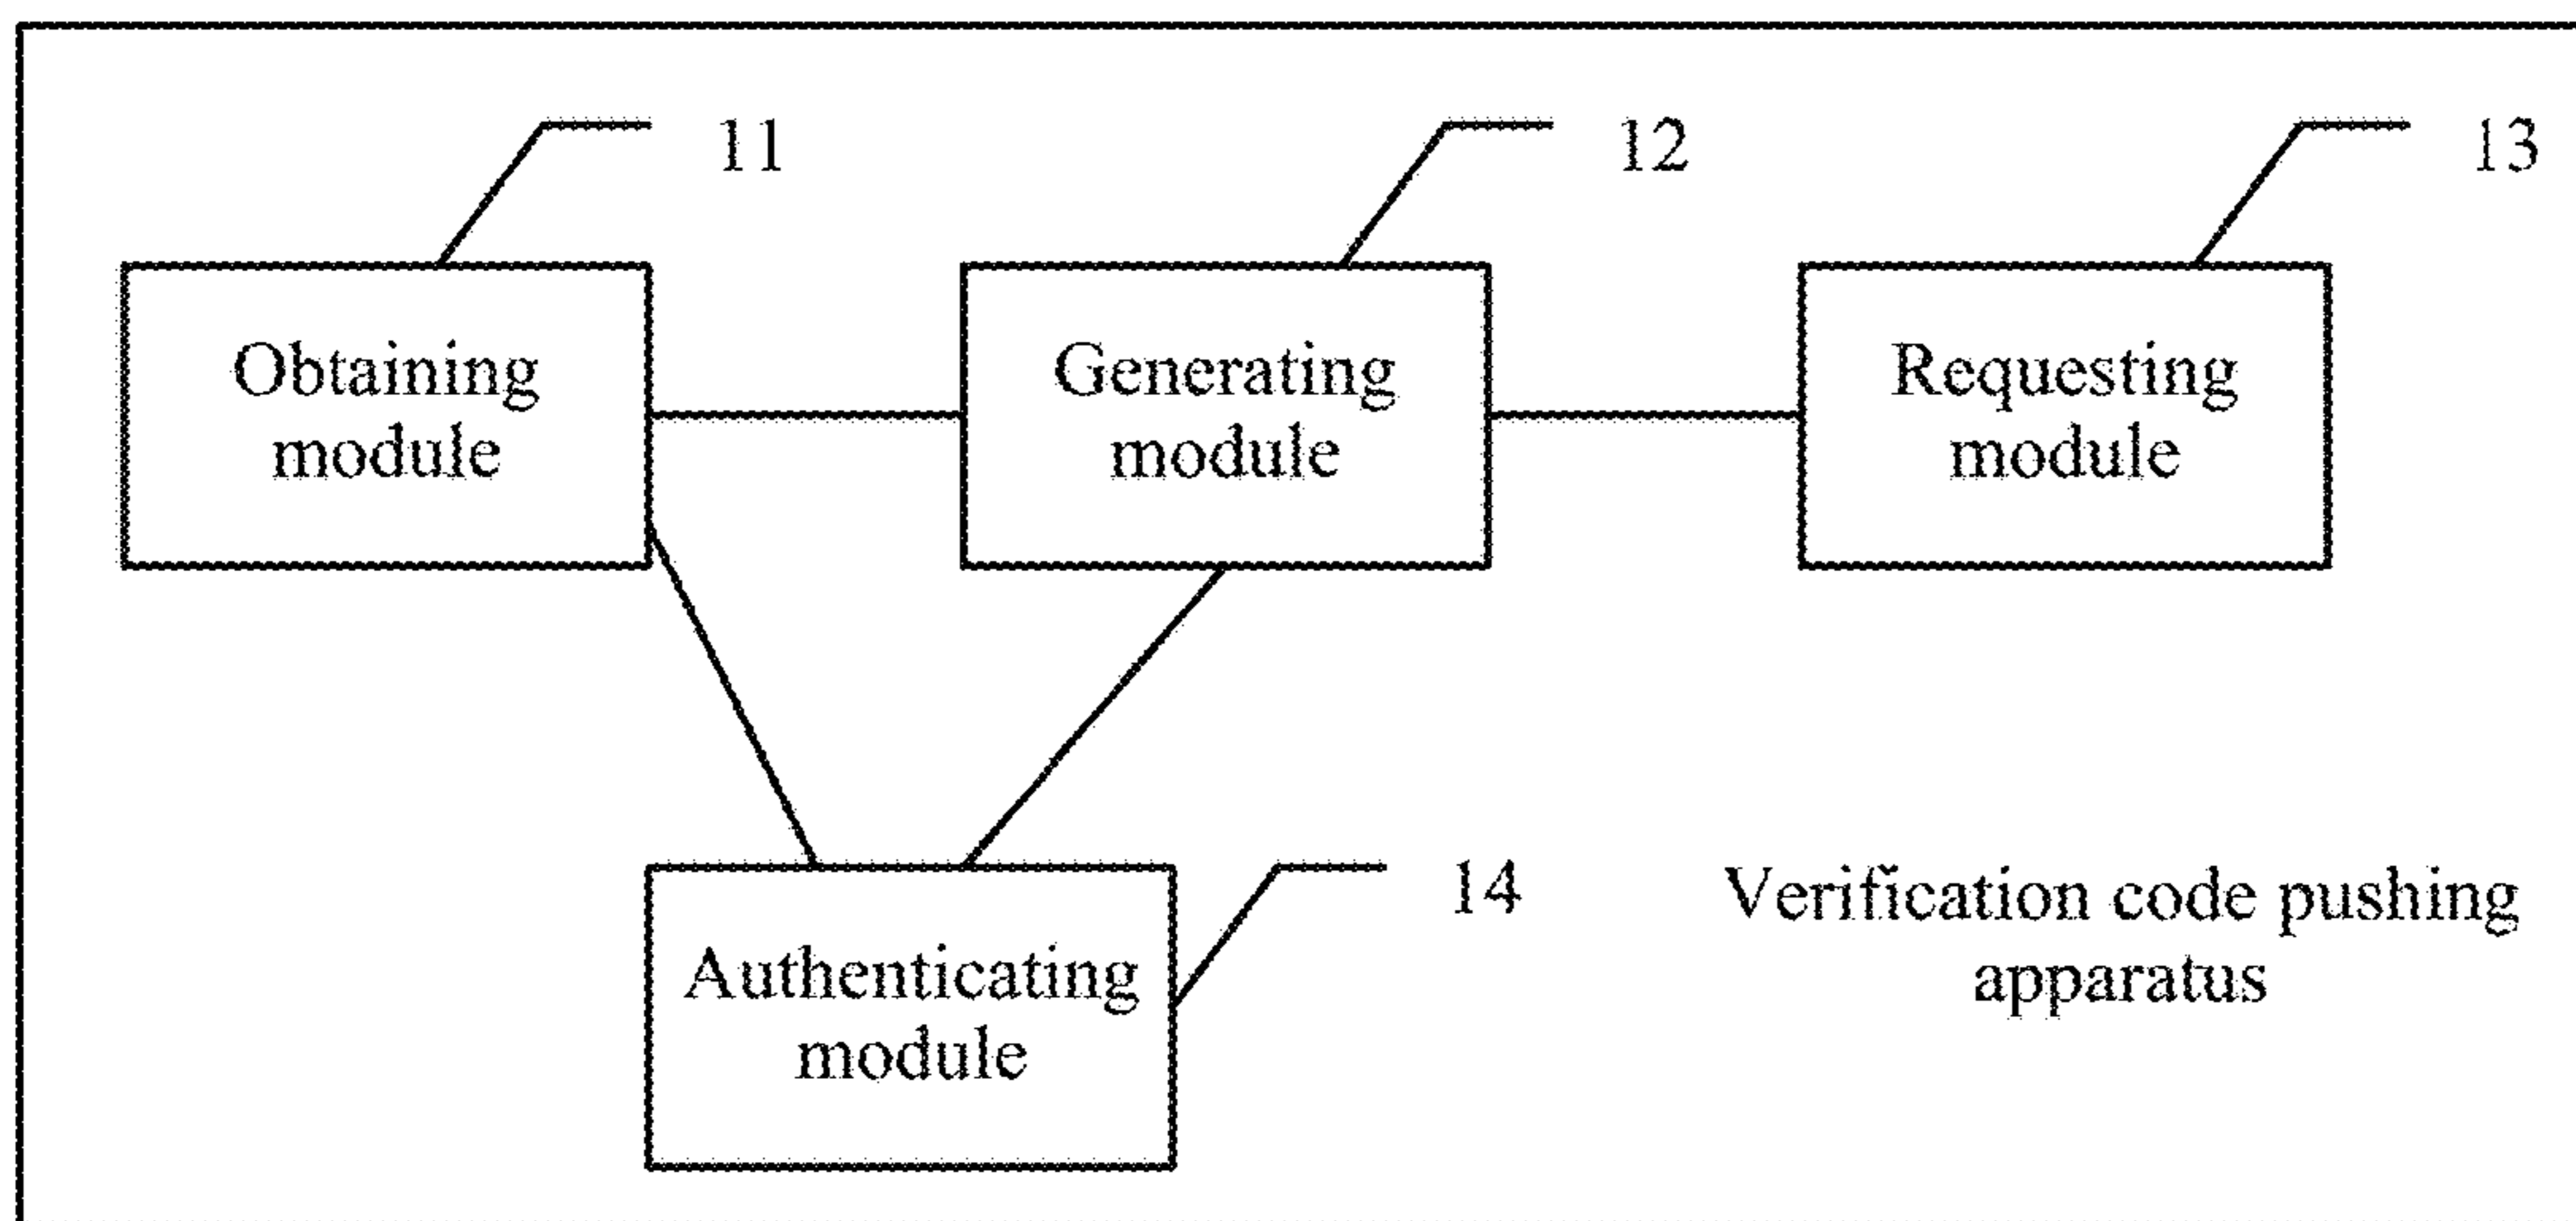 11
12
13
Obtaining
module
Generating
module
Requesting
module
14
Authenticating
module
Verification code pushing
apparatus